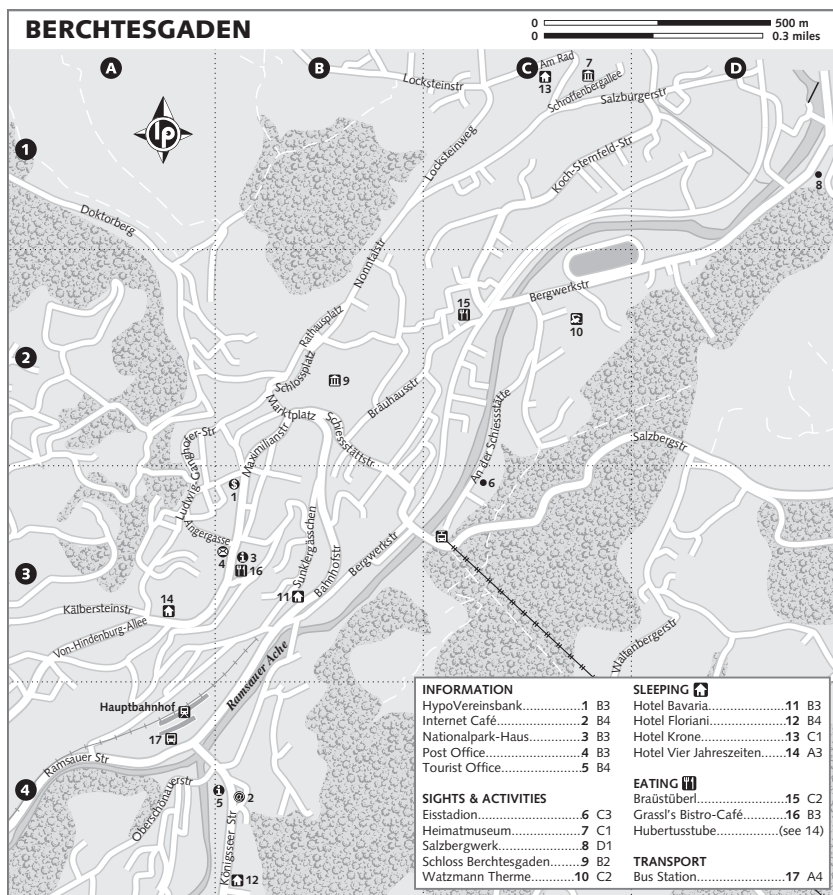 BERCHTESGADEN
0 500 m
0 0.3 miles
A B C D
1
2
3
4
lp
Locksteinstr
Am Rad
7
13
Schroffenbergallee
Salzburgerstr
Locksteinweg
Koch-Sternfeld-Str
8
Doktorberg
Nonntalstr
Bergwerkstr
15
10
Rathausplatz
Schlossplatz
9
Bräuhausstr
Marktplatz
Schiesstättstr
An der Schiessstätte
Salzbergstr
Ludwig-Ganghofer-Str
Maximilianstr
$
1
6
Angergasse
4
3
16
Sunklergässchen
Bahnhofstr
Bergwerkstr
11
14
Kälbersteinstr
Von-Hindenburg-Allee
Waltenbergerstr
Ramsauer Ache
Hauptbahnhof
17
Ramsauer Str
Oberschönauerstr
5
@ 2
Königsseer Str
12
INFORMATION
HypoVereinsbank....................1 B3
Internet Café.........................2 B4
Nationalpark-Haus.................3 B3
Post Office............................4 B3
Tourist Office.........................5 B4
SIGHTS & ACTIVITIES
Eisstadion..............................6 C3
Heimatmuseum.....................7 C1
Salzbergwerk.........................8 D1
Schloss Berchtesgaden...........9 B2
Watzmann Therme...............10 C2
SLEEPING
Hotel Bavaria........................11 B3
Hotel Floriani........................12 B4
Hotel Krone..........................13 C1
Hotel Vier Jahreszeiten..........14 A3
EATING
Braüstüberl...........................15 C2
Grassl's Bistro-Café...............16 B3
Hubertusstube................(see 14)
TRANSPORT
Bus Station...........................17 A4